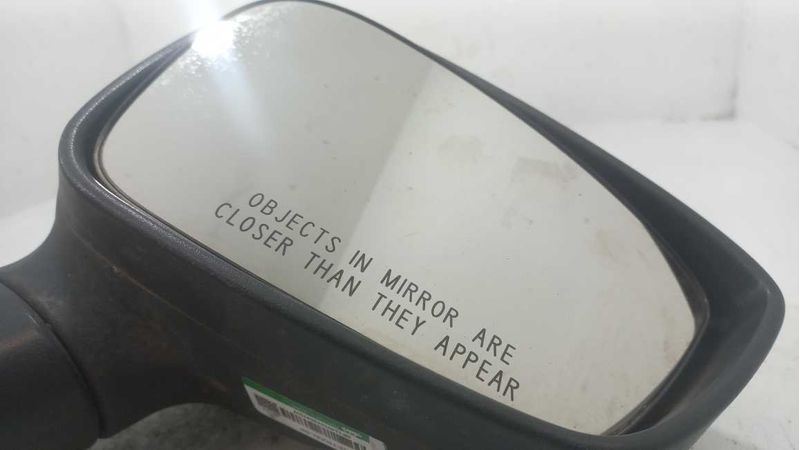 OBJECTS IN MIRROR ARE
CLOSER THAN THEY APPEAR